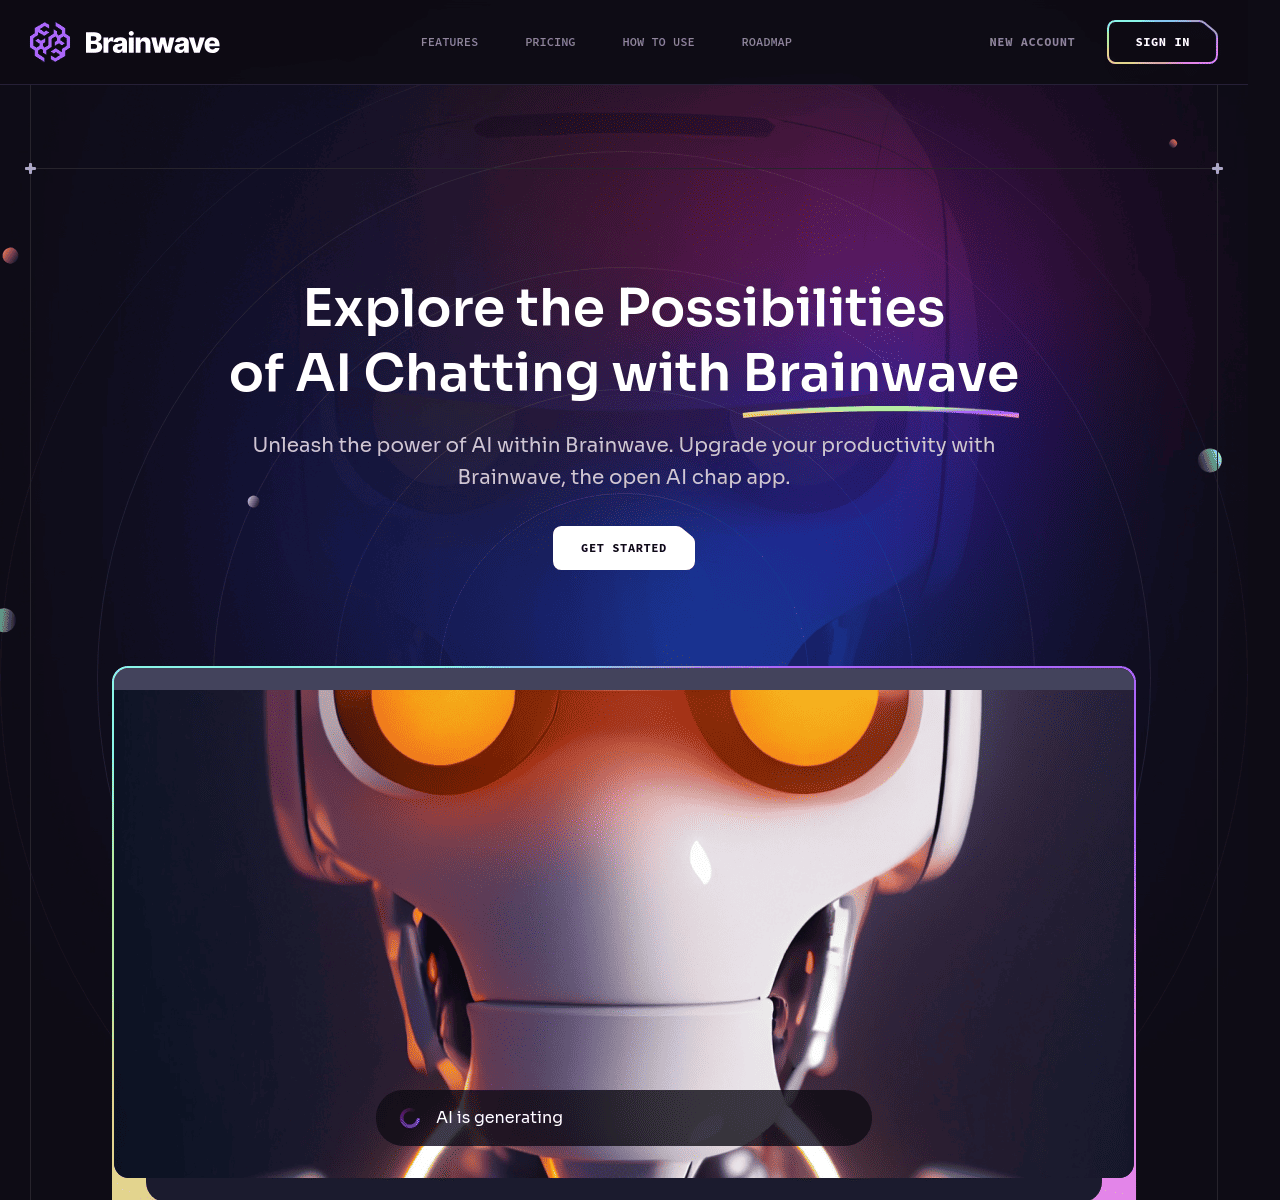 Brainwave
FEATURES PRICING HOW TO USE ROADMAP
NEW ACCOUNT
SIGN IN
Explore the Possibilities
of AI Chatting with Brainwave
Unleash the power of AI within Brainwave. Upgrade your productivity with
Brainwave, the open AI chap app.
GET STARTED
AI is generating